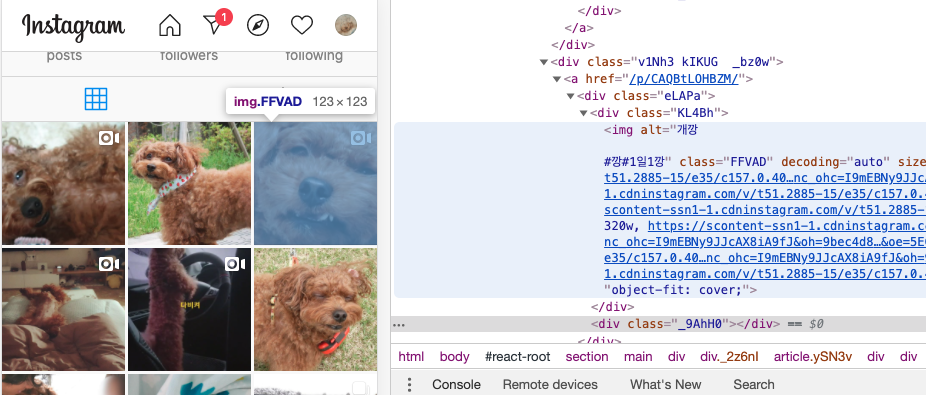 Instagram
1
posts followers following
img.FFVAD 123×123
다비켜
</div>
</a>
</div>
▼<div class="v1Nh3 kIKUG _bz0w">
▼<a href="/p/CAQBtLOHBZM/">
▼<div class="eLAPa">
▼<div class="KL4Bh">
<img alt="개깡
#깡#1일1깡" class="FFVAD" decoding="auto" size
t51.2885-15/e35/c157.0.40…nc_ohc=I9mEBNy9JJc
1.cdninstagram.com/v/t51.2885-15/e35/c157.0.4
scontent-ssn1-1.cdninstagram.com/v/t51.2885-
320w, https://scontent-ssn1-1.cdninstagram.c
nc_ohc=I9mEBNy9JJcAX8iA9fJ&oh=9bec4d8…&oe=5E
e35/c157.0.40…nc_ohc=I9mEBNy9JJcAX8iA9fJ&oh=
1.cdninstagram.com/v/t51.2885-15/e35/c157.0.4
"object-fit: cover;">
</div>
… <div class="_9AhH0"></div> == $0
</div>
html body #react-root section main div div._2z6nI article.ySN3v div div
Console Remote devices What's New Search